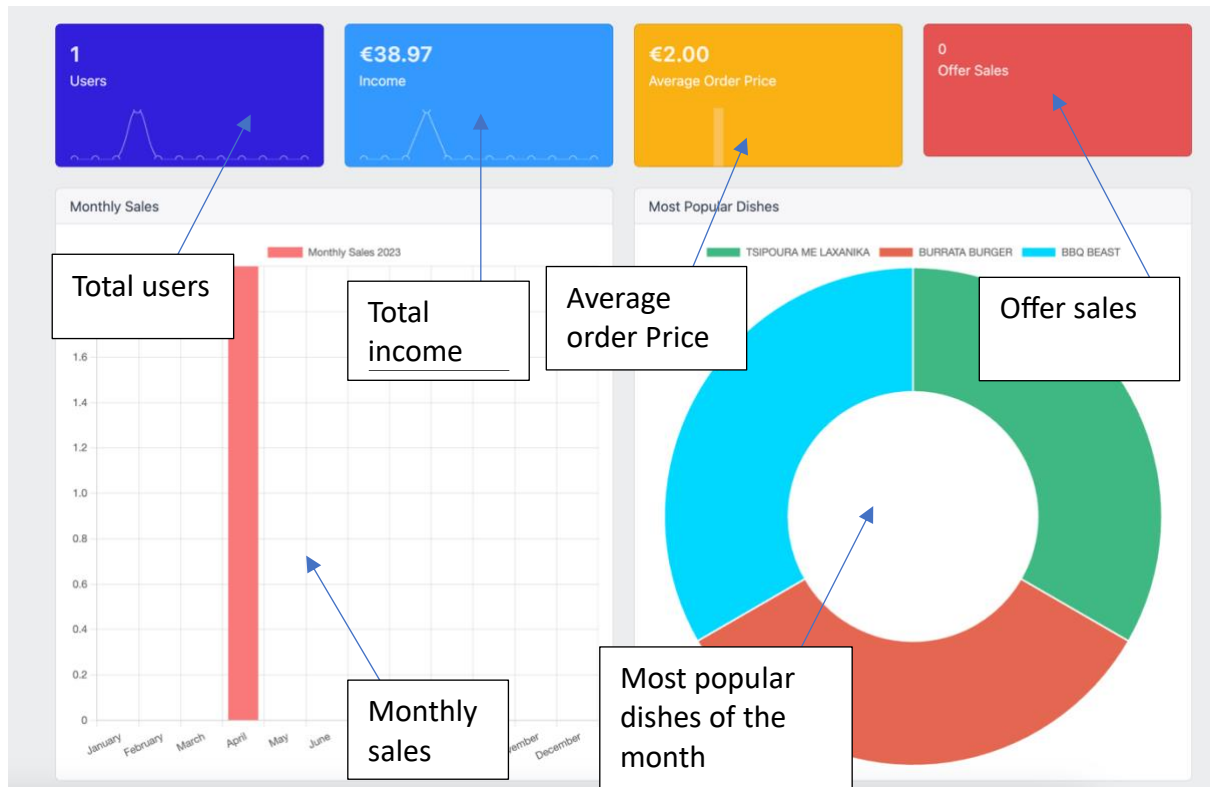 1
Users
€38.97
Income
€2.00
Average Order Price
0
Offer Sales
Monthly Sales
Most Popular Dishes
Monthly Sales 2023
TSIPOURA ME LAXANIKA
BURRATA BURGER
BBQ BEAST
Total users
Total
income
Average
order Price
Offer sales
1.6
1.4
1.2
1.0
0.8
0.6
0.4
0.2
0
January
February
March
April
May
June
December
Monthly
sales
Most popular
dishes of the
month